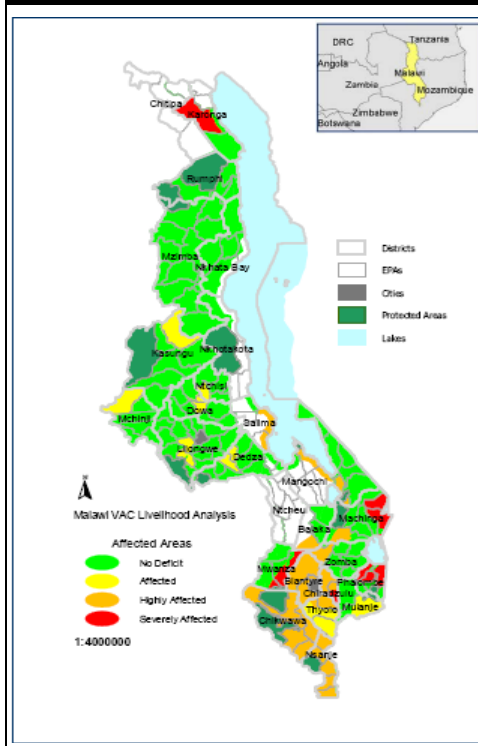 DRC
Tanzania
Angola
Malawi
Zambia
Mozambique
Zimbabwe
Botswana
Chitipa
Karonga
Rumphi
Mzimba
Nkhata Bay
Districts
EPAs
Cities
Protected Areas
Lakes
Kasungu
Nkhotakota
Ntchisi
Mchinji
Dowa
Salima
Lilongwe
Dedza
Mangochi
Ntcheu
Machinga
Balaka
Mwanza
Zomba
Blantyre
Phalombe
Chiradzulu
Thyolo
Mulanje
Chikwawa
Nsanje
N
Malawi VAC Livelihood Analysis
Affected Areas
No Deficit
Affected
Highly Affected
Severely Affected
1:4000000